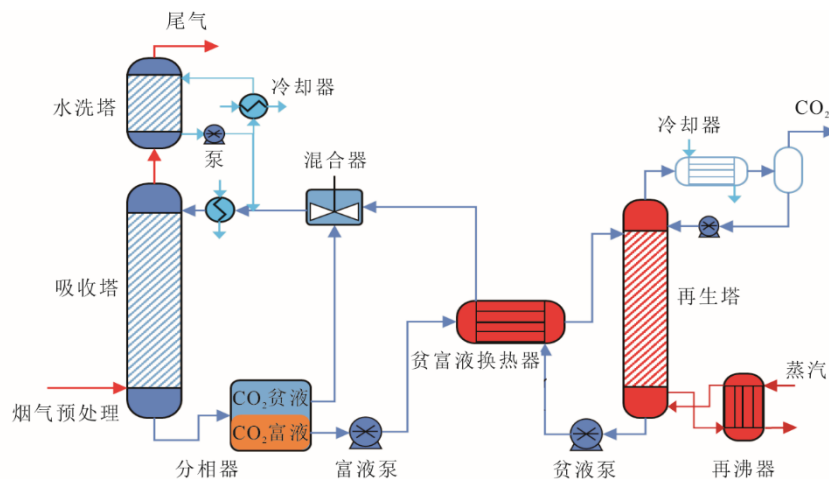 尾气
冷却器
水洗塔
泵
混合器
冷却器
CO₂
吸收塔
再生塔
贫富液换热器
蒸汽
烟气预处理
CO₂贫液
CO₂富液
分相器
富液泵
贫液泵
再沸器